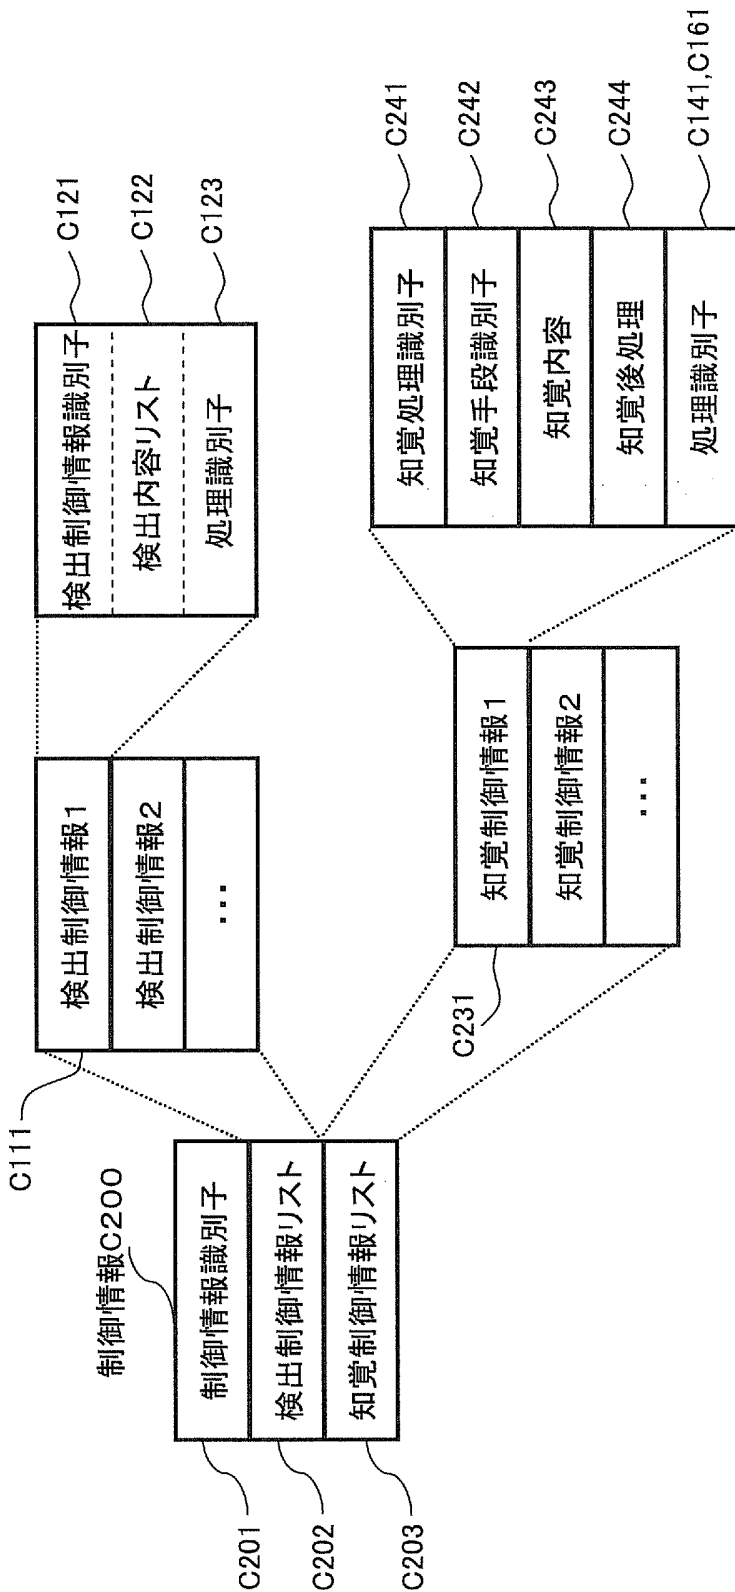 制御情報C200
制御情報識別子
検出制御情報リスト
知覚制御情報リスト
C201
C202
C203
C111
検出制御情報1
検出制御情報2
...
検出制御情報識別子
検出内容リスト
処理識別子
C121
C122
C123
C231
知覚制御情報1
知覚制御情報2
...
知覚処理識別子
知覚手段識別子
知覚内容
知覚後処理
処理識別子
C241
C242
C243
C244
C141,C161